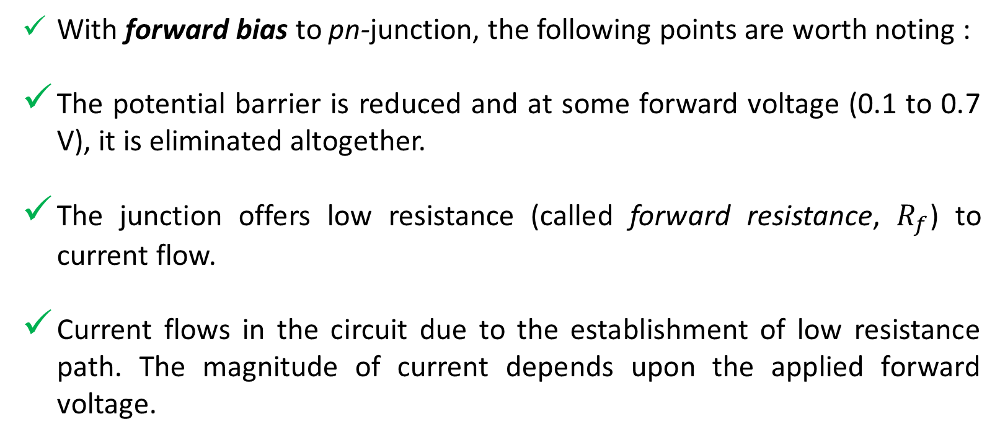 ✓ With forward bias to pn-junction, the following points are worth noting :
✓ The potential barrier is reduced and at some forward voltage (0.1 to 0.7
V), it is eliminated altogether.
✓ The junction offers low resistance (called forward resistance, R_f) to
current flow.
✓ Current flows in the circuit due to the establishment of low resistance
path. The magnitude of current depends upon the applied forward
voltage.